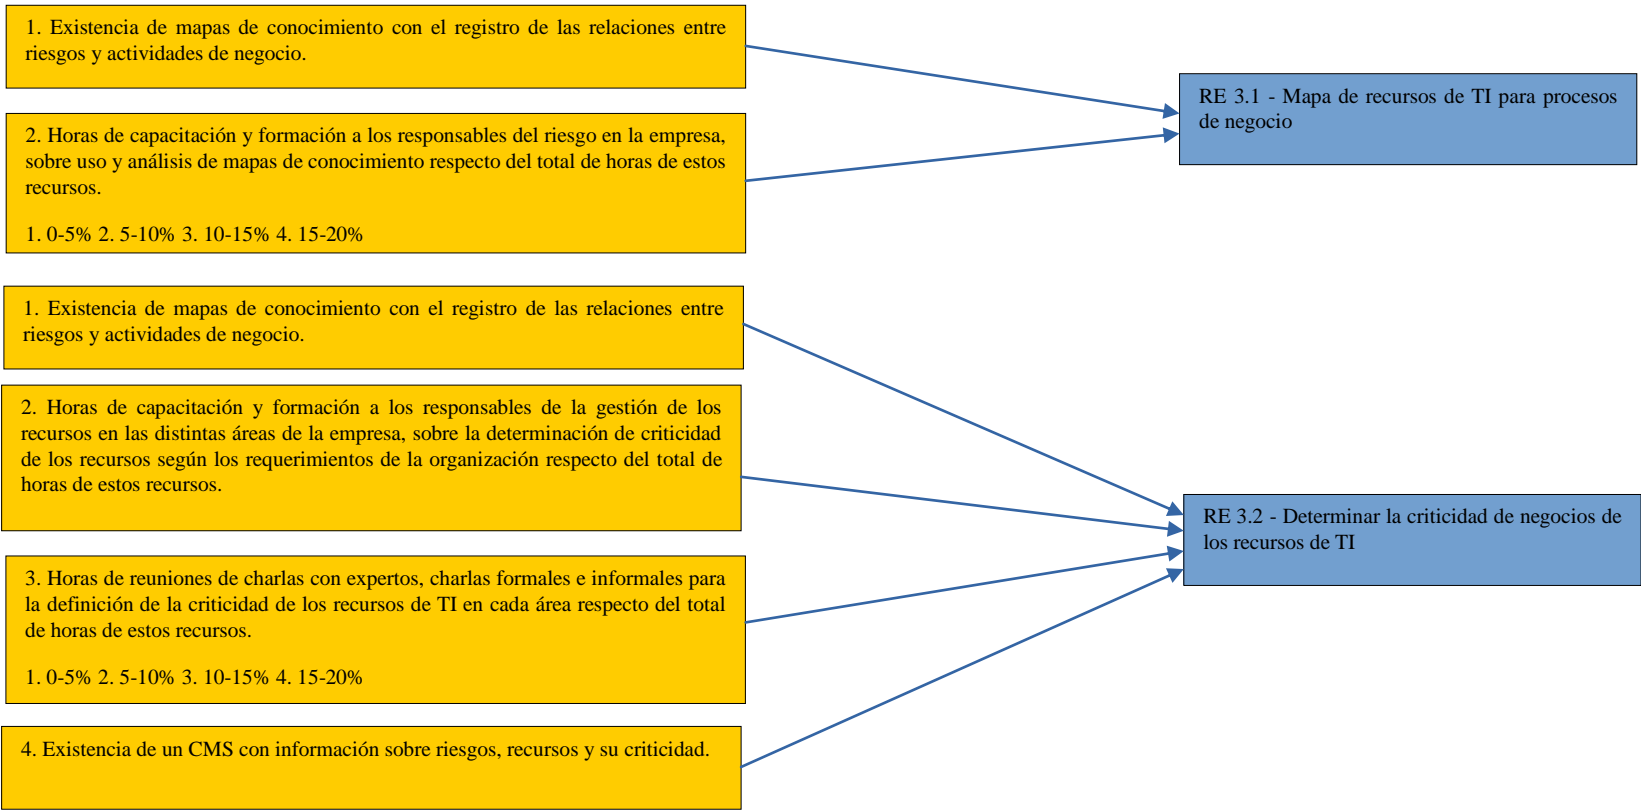 1. Existencia de mapas de conocimiento con el registro de las relaciones entre
riesgos y actividades de negocio.
RE 3.1 - Mapa de recursos de TI para procesos
de negocio
2. Horas de capacitación y formación a los responsables del riesgo en la empresa,
sobre uso y análisis de mapas de conocimiento respecto del total de horas de estos
recursos.
1. 0-5% 2. 5-10% 3. 10-15% 4. 15-20%
1. Existencia de mapas de conocimiento con el registro de las relaciones entre
riesgos y actividades de negocio.
2. Horas de capacitación y formación a los responsables de la gestión de los
recursos en las distintas áreas de la empresa, sobre la determinación de criticidad
de los recursos según los requerimientos de la organización respecto del total de
horas de estos recursos.
RE 3.2 - Determinar la criticidad de negocios de
los recursos de TI
3. Horas de reuniones de charlas con expertos, charlas formales e informales para
la definición de la criticidad de los recursos de TI en cada área respecto del total
de horas de estos recursos.
1. 0-5% 2. 5-10% 3. 10-15% 4. 15-20%
4. Existencia de un CMS con información sobre riesgos, recursos y su criticidad.